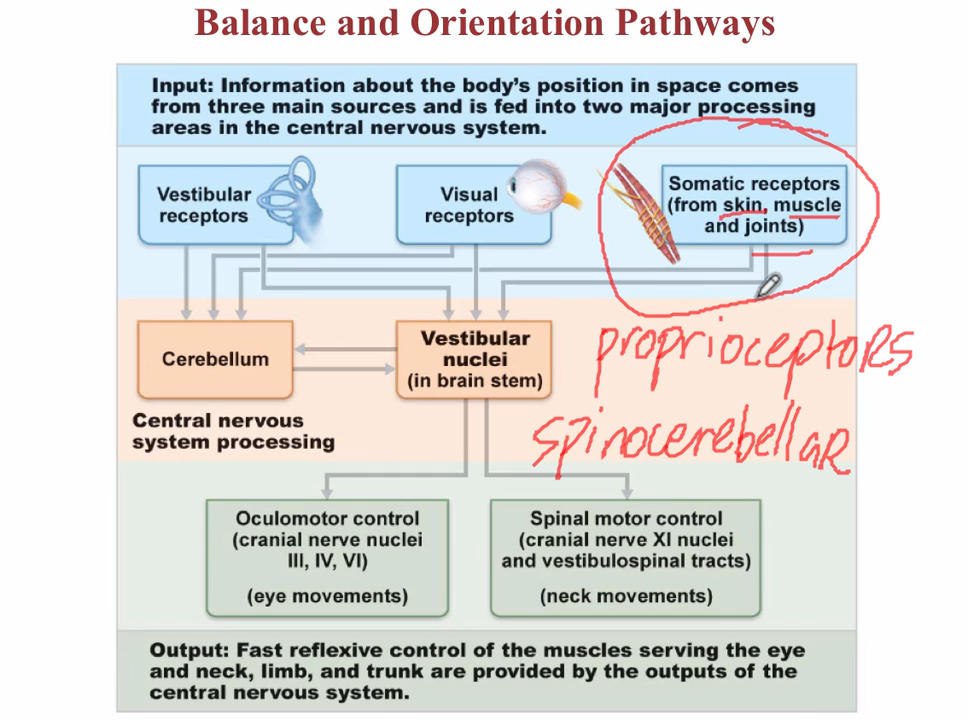 Balance and Orientation Pathways
Input: Information about the body's position in space comes
from three main sources and is fed into two major processing
areas in the central nervous system.
Vestibular
receptors
Visual
receptors
Somatic receptors
(from skin, muscle
and joints)
Cerebellum
Vestibular
nuclei
(in brain stem)
proprioceptors
spinocerebellar
Central nervous
system processing
Oculomotor control
(cranial nerve nuclei
III, IV, VI)
(eye movements)
Spinal motor control
(cranial nerve XI nuclei
and vestibulospinal tracts)
(neck movements)
Output: Fast reflexive control of the muscles serving the eye
and neck, limb, and trunk are provided by the outputs of the
central nervous system.